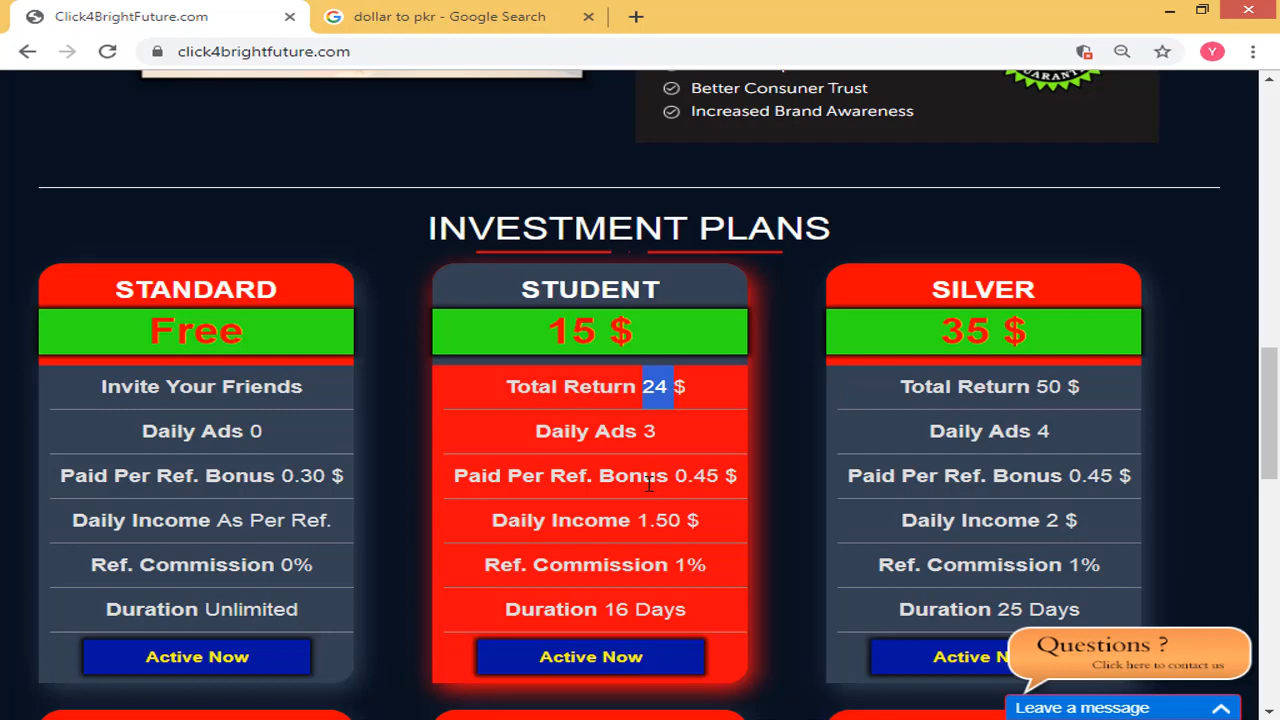 Click4BrightFuture.com
dollar to pkr - Google Search
click4brightfuture.com
Y
Better Consuner Trust
Increased Brand Awareness
INVESTMENT PLANS
STANDARD
Free
Invite Your Friends
Daily Ads 0
Paid Per Ref. Bonus 0.30 $
Daily Income As Per Ref.
Ref. Commission 0%
Duration Unlimited
Active Now
STUDENT
15 $
Total Return 24 $
Daily Ads 3
Paid Per Ref. Bonus 0.45 $
Daily Income 1.50 $
Ref. Commission 1%
Duration 16 Days
Active Now
SILVER
35 $
Total Return 50 $
Daily Ads 4
Paid Per Ref. Bonus 0.45 $
Daily Income 2 $
Ref. Commission 1%
Duration 25 Days
Active N
Questions ?
Click here to contact us
Leave a message